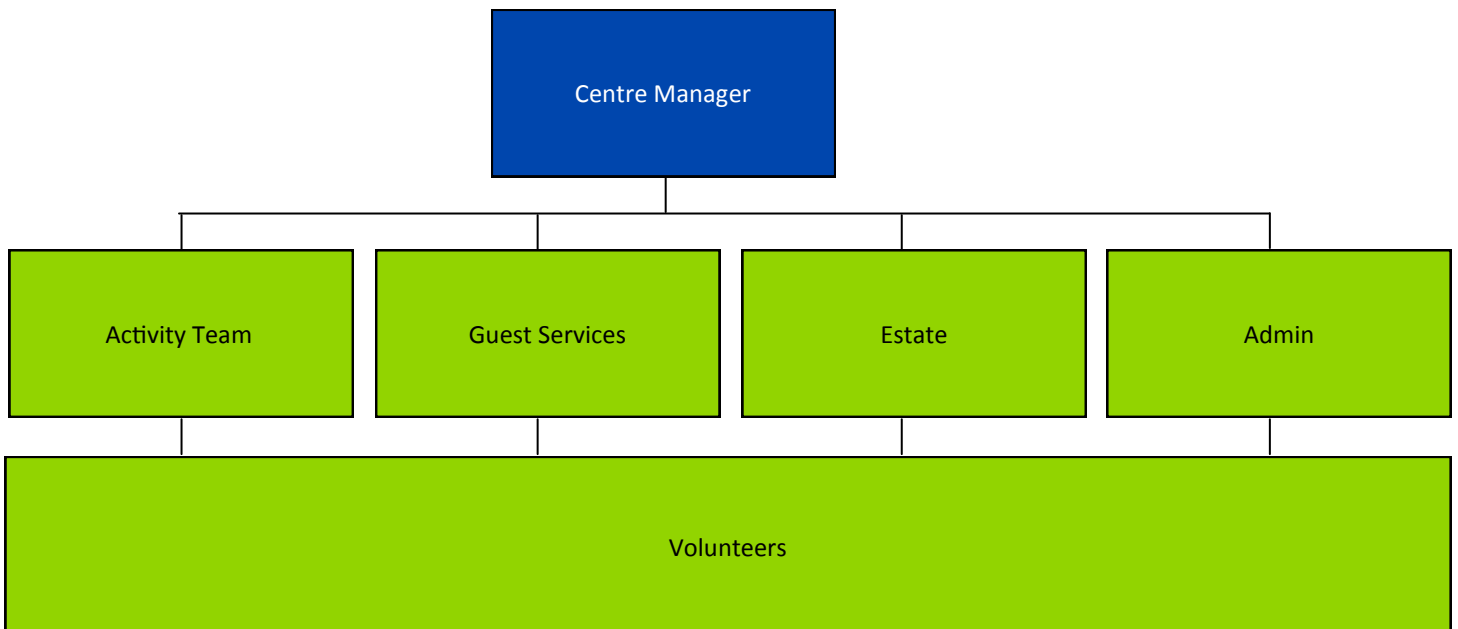 Centre Manager
Activity Team
Guest Services
Estate
Admin
Volunteers